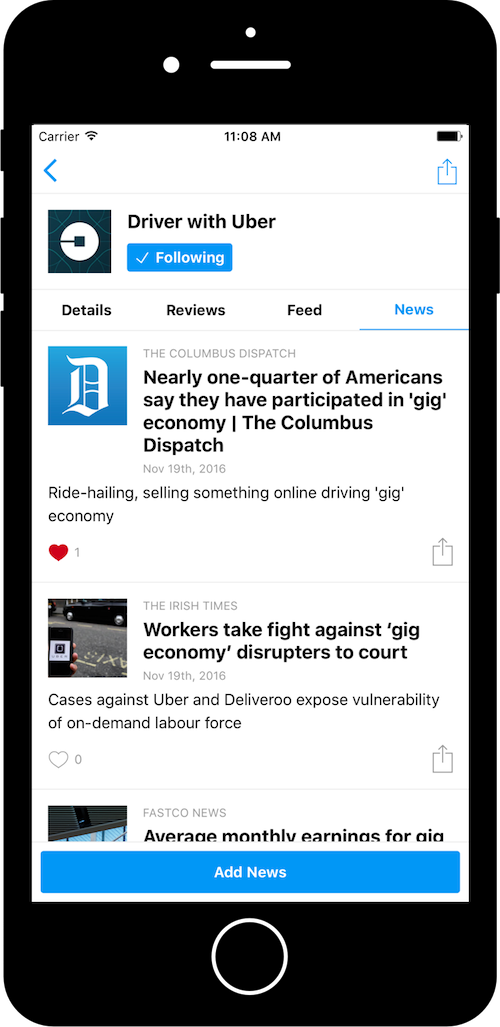 Carrier 11:08 AM
Driver with Uber
Following
Details Reviews Feed News
THE COLUMBUS DISPATCH
Nearly one-quarter of Americans
say they have participated in 'gig'
economy | The Columbus
Dispatch
Nov 19th, 2016
Ride-hailing, selling something online driving 'gig'
economy
1
THE IRISH TIMES
Workers take fight against ‘gig
economy’ disrupters to court
Nov 19th, 2016
Cases against Uber and Deliveroo expose vulnerability
of on-demand labour force
0
FASTCO NEWS
Average monthly earnings for gig
Add News